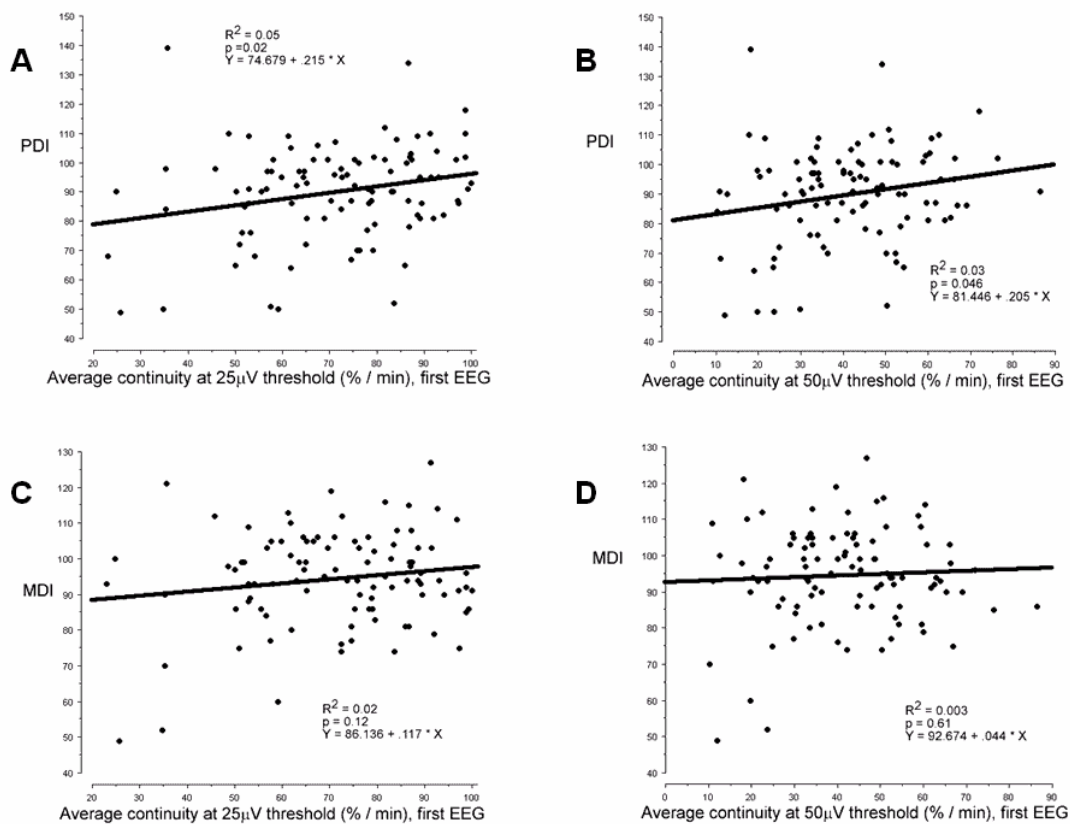 A
PDI
150
140
130
120
110
100
90
80
70
60
50
40
R2 = 0.05
p =0.02
Y = 74.679 + .215 * X
20 30 40 50 60 70 80 90 100
Average continuity at 25µV threshold (% / min), first EEG
B
PDI
150
140
130
120
110
100
90
80
70
60
50
40
R2 = 0.03
p = 0.046
Y = 81.446 + .205 * X
0 10 20 30 40 50 60 70 80 90
Average continuity at 50µV threshold (% / min), first EEG
C
MDI
130
120
110
100
90
80
70
60
50
40
R2 = 0.02
p = 0.12
Y = 86.136 + .117 * X
20 30 40 50 60 70 80 90 100
Average continuity at 25µV threshold (% / min), first EEG
D
MDI
130
120
110
100
90
80
70
60
50
40
R2 = 0.003
p = 0.61
Y = 92.674 + .044 * X
0 10 20 30 40 50 60 70 80 90
Average continuity at 50µV threshold (% / min), first EEG